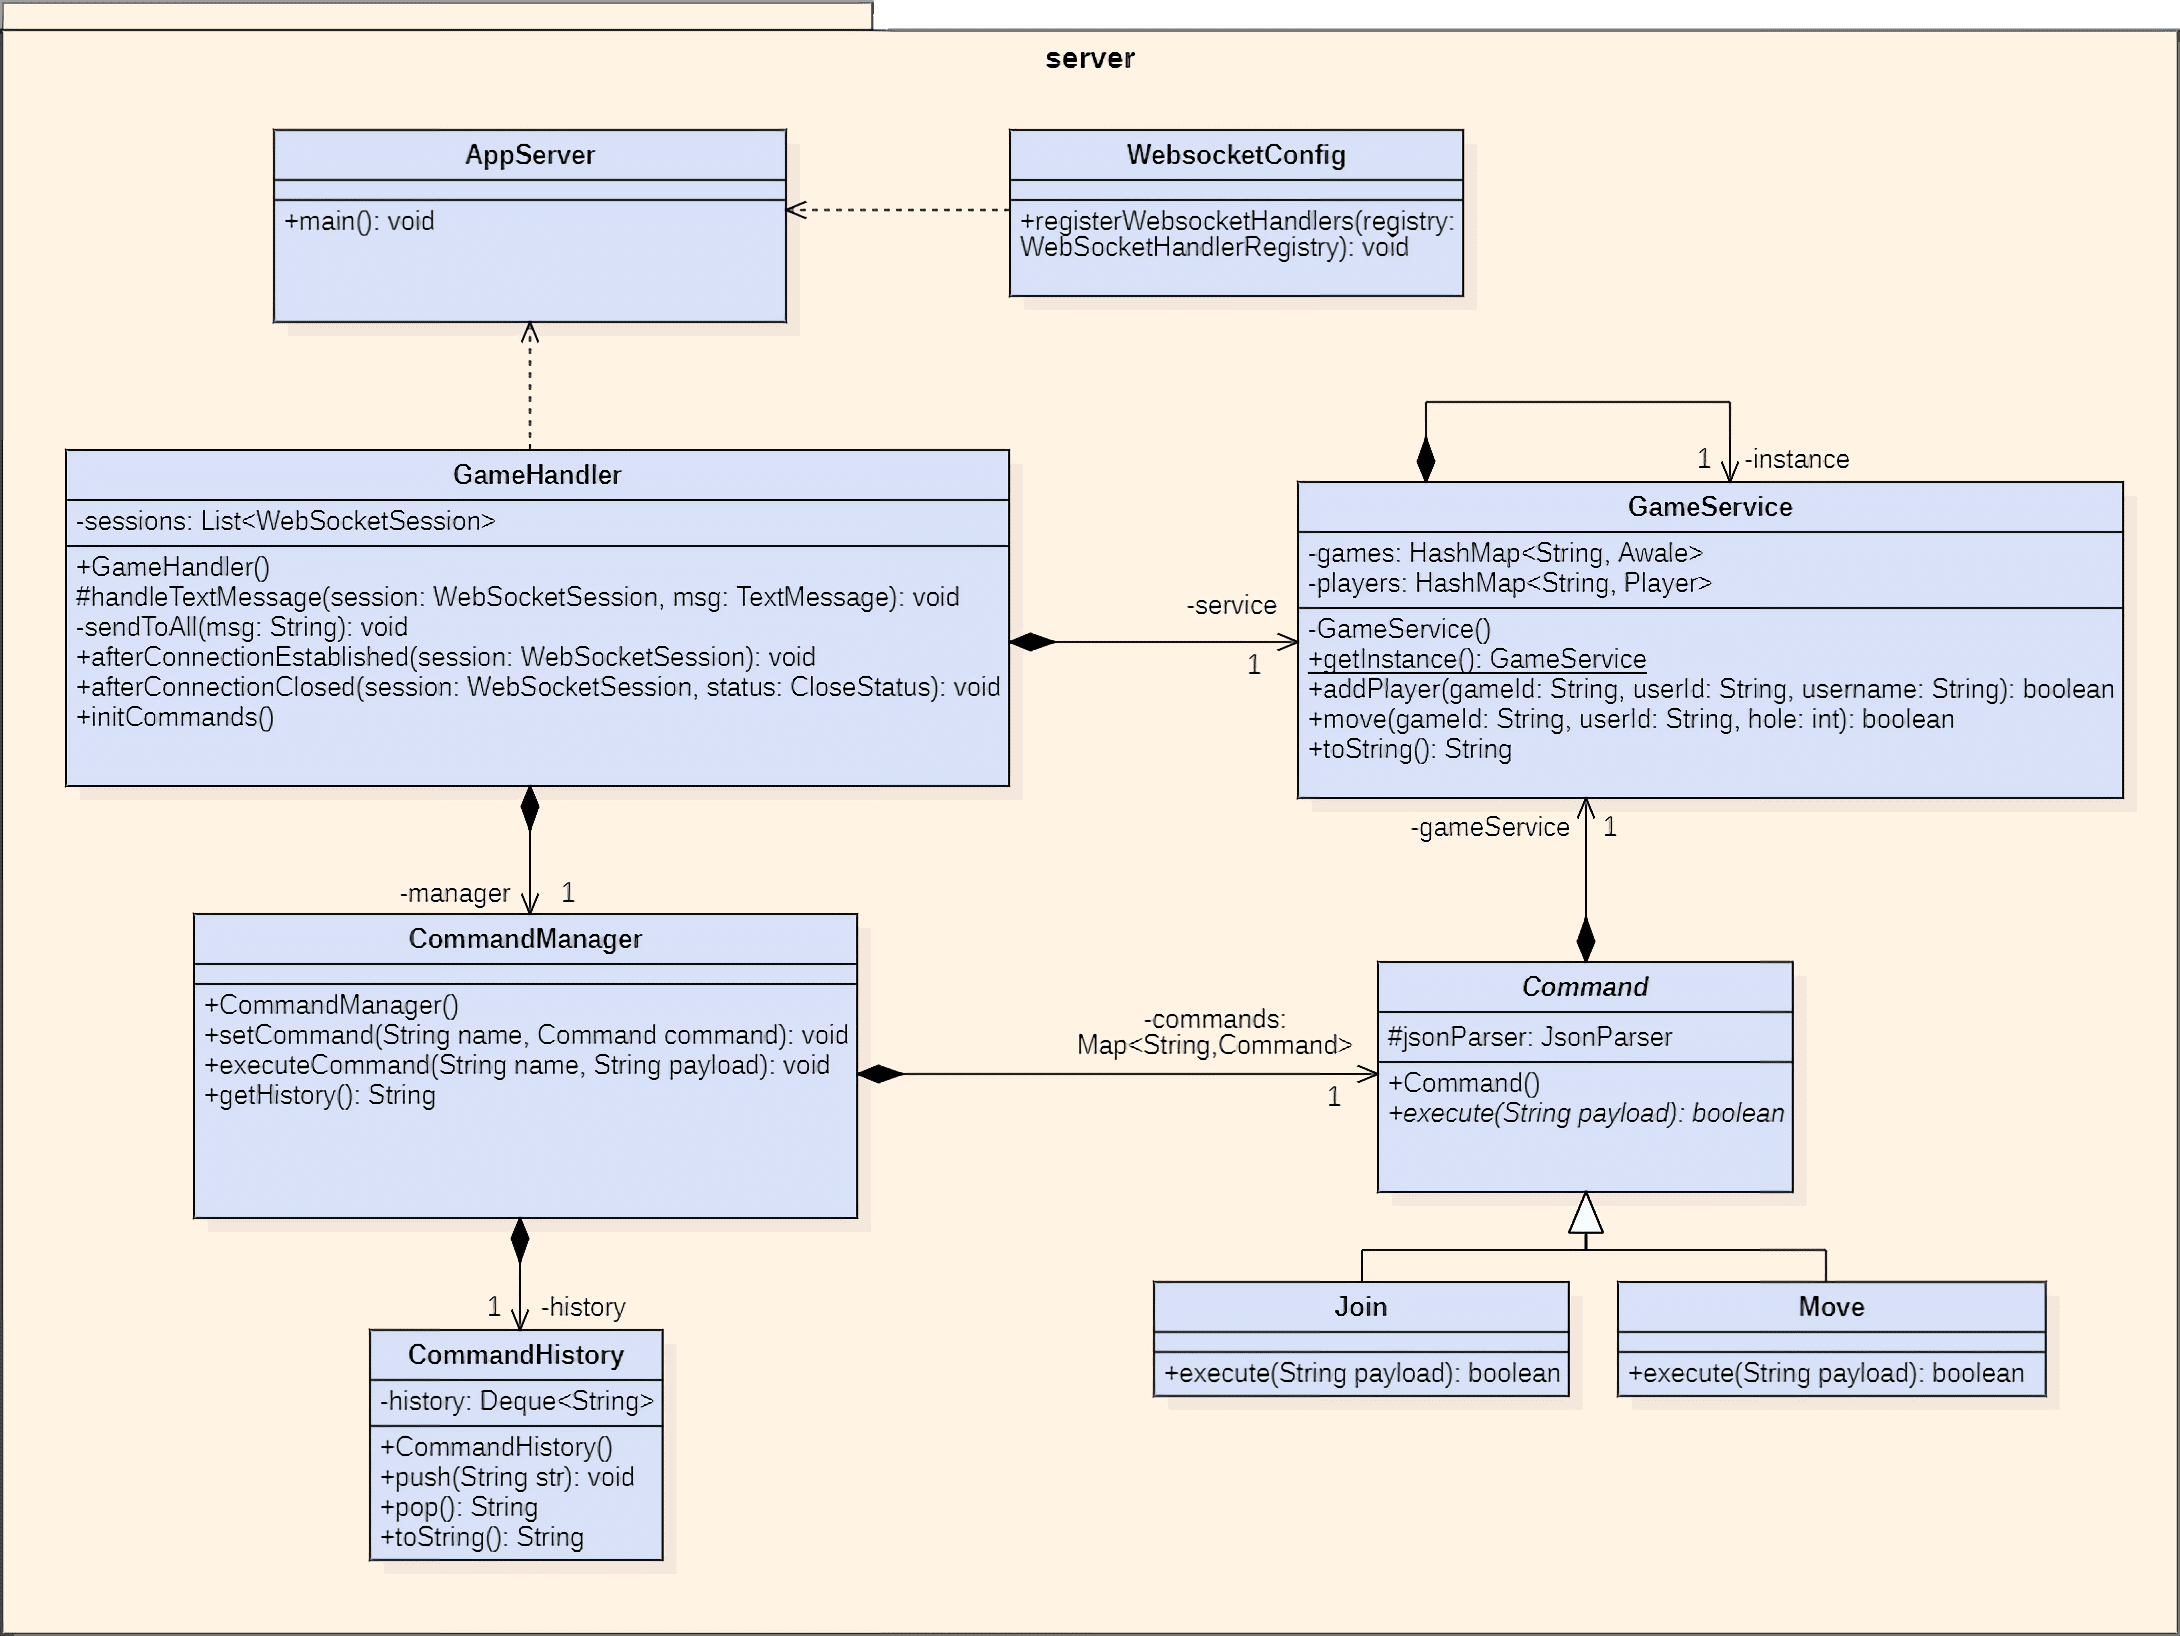 server
AppServer
+main(): void
WebsocketConfig
+registerWebsocketHandlers(registry:
WebSocketHandlerRegistry): void
GameHandler
-sessions: List<WebSocketSession>
+GameHandler()
#handleTextMessage(session: WebSocketSession, msg: TextMessage): void
-sendToAll(msg: String): void
+afterConnectionEstablished(session: WebSocketSession): void
+afterConnectionClosed(session: WebSocketSession, status: CloseStatus): void
+initCommands()
-service
1
1
-instance
GameService
-games: HashMap<String, Awale>
-players: HashMap<String, Player>
-GameService()
+getInstance(): GameService
+addPlayer(gameId: String, userId: String, username: String): boolean
+move(gameId: String, userId: String, hole: int): boolean
+toString(): String
-gameService
1
-manager
1
CommandManager
+CommandManager()
+setCommand(String name, Command command): void
+executeCommand(String name, String payload): void
+getHistory(): String
-commands:
Map<String,Command>
1
Command
#jsonParser: JsonParser
+Command()
+execute(String payload): boolean
1
-history
CommandHistory
-history: Deque<String>
+CommandHistory()
+push(String str): void
+pop(): String
+toString(): String
Join
+execute(String payload): boolean
Move
+execute(String payload): boolean